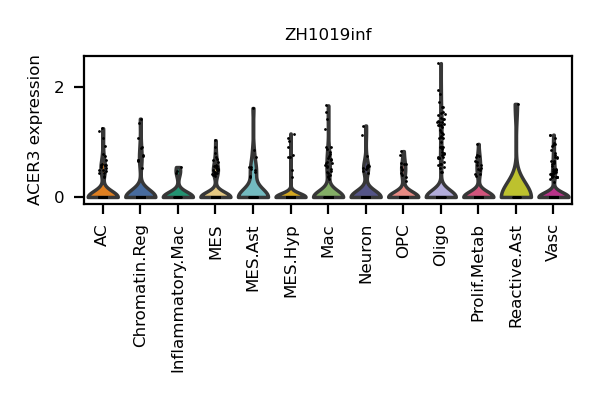 ZH1019inf
ACER3 expression
2
0
AC
Chromatin.Reg
Inflammatory.Mac
MES
MES.Ast
MES.Hyp
Mac
Neuron
OPC
Oligo
Prolif.Metab
Reactive.Ast
Vasc